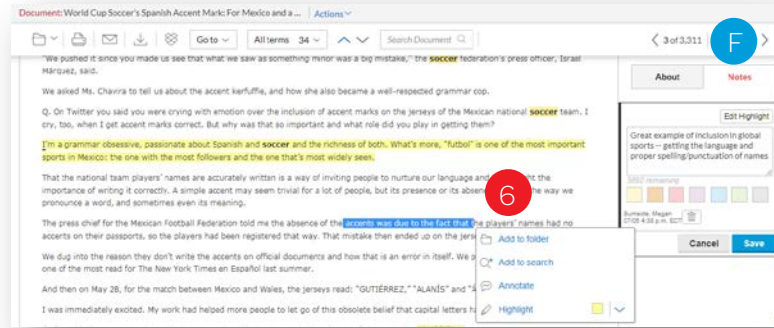 Document: World Cup Soccer's Spanish Accent Mark: For Mexico and a ... Actions
Go to All terms 34 Search Document 3 of 3,311 F
"We pushed it since you made us see that what we saw as something minor was a big mistake," the soccer federation's press officer, Israel
Márquez, said.
About Notes
We asked Ms. Chavira to tell us about the accent kerfuffle, and how she also became a well-respected grammar cop.
Q. On Twitter you said you were crying with emotion over the inclusion of accent marks on the jerseys of the Mexican national soccer team. I
cry, too, when I get accent marks correct. But why was that so important and what role did you play in getting them?
I'm a grammar obsessive, passionate about Spanish and soccer and the richness of both. What's more, "futbol" is one of the most important
sports in Mexico: the one with the most followers and the one that's most widely seen.
That the national team players' names are accurately written is a way of inviting people to nurture our language and ght the
importance of writing it correctly. A simple accent may seem trivial for a lot of people, but its presence or its absen the way we
pronounce a word, and sometimes even its meaning.
The press chief for the Mexican Football Federation told me the absence of the accents was due to the fact that the players' names had no
accents on their passports, so the players had been registered that way. That mistake then ended up on the jers
We dug into the reason they don't write the accents on official documents and how that is an error in itself. We p
one of the most read for The New York Times en Español last summer.
And then on May 28, for the match between Mexico and Wales, the jerseys read: "GUTIÉRREZ," "ALANÍS" and "Á
I was immediately excited. My work had helped more people to let go of this obsolete belief that capital letters h
6
Add to folder
Add to search
Annotate
Highlight
Edit Highlight
Great example of inclusion in global
sports -- getting the language and
proper spelling/punctuation of names
remaining
Burnside, Megan
Cancel Save